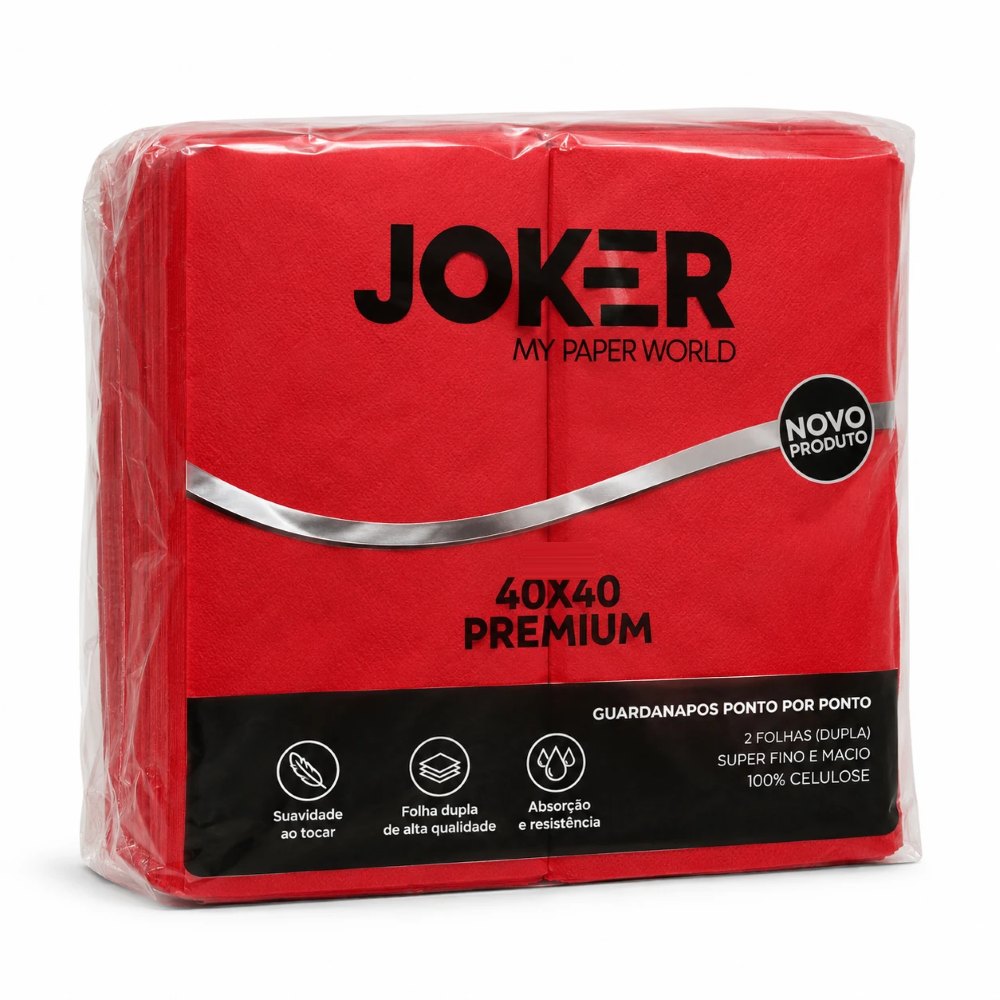 JOKER
MY PAPER WORLD
NOVO
PRODUTO
40X40
PREMIUM
GUARDANAPOS PONTO POR PONTO
2 FOLHAS (DUPLA)
SUPER FINO E MACIO
100% CELULOSE
Suavidade
ao tocar
Folha dupla
de alta qualidade
Absorção
e resistência